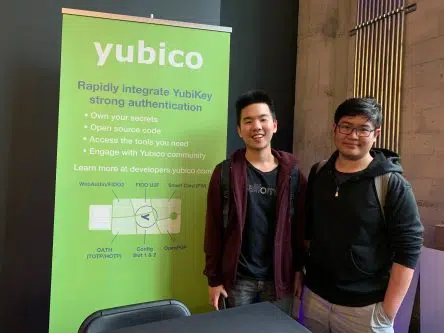 yubico
Rapidly integrate YubiKey
strong authentication
• Own your secrets
• Open source code
• Access the tools you need
• Engage with Yubico community
Learn more at developers.yubico.com
WebAuthn/FIDO2 FIDO U2F Smart Card (PIV)
OATH
(TOTP/HOTP)
Config
Slot 1 & 2
OpenPGP